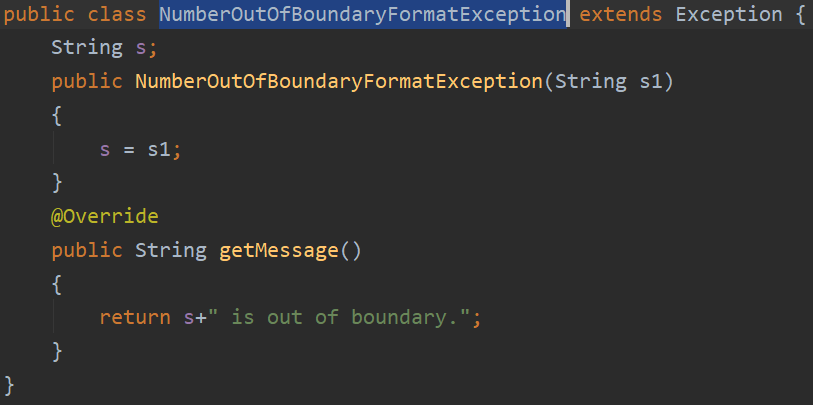 public class NumberOutOfBoundaryFormatException extends Exception {
    String s;
    public NumberOutOfBoundaryFormatException(String s1)
    {
        s = s1;
    }
    @Override
    public String getMessage()
    {
        return s+" is out of boundary.";
    }
}